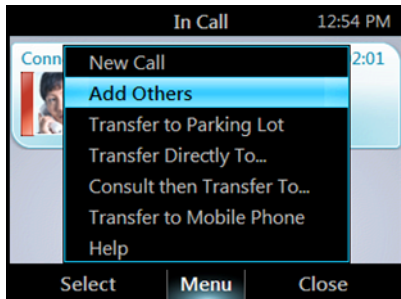 In Call 12:54 PM
Conn 2:01
New Call
Add Others
Transfer to Parking Lot
Transfer Directly To...
Consult then Transfer To...
Transfer to Mobile Phone
Help
Select Menu Close